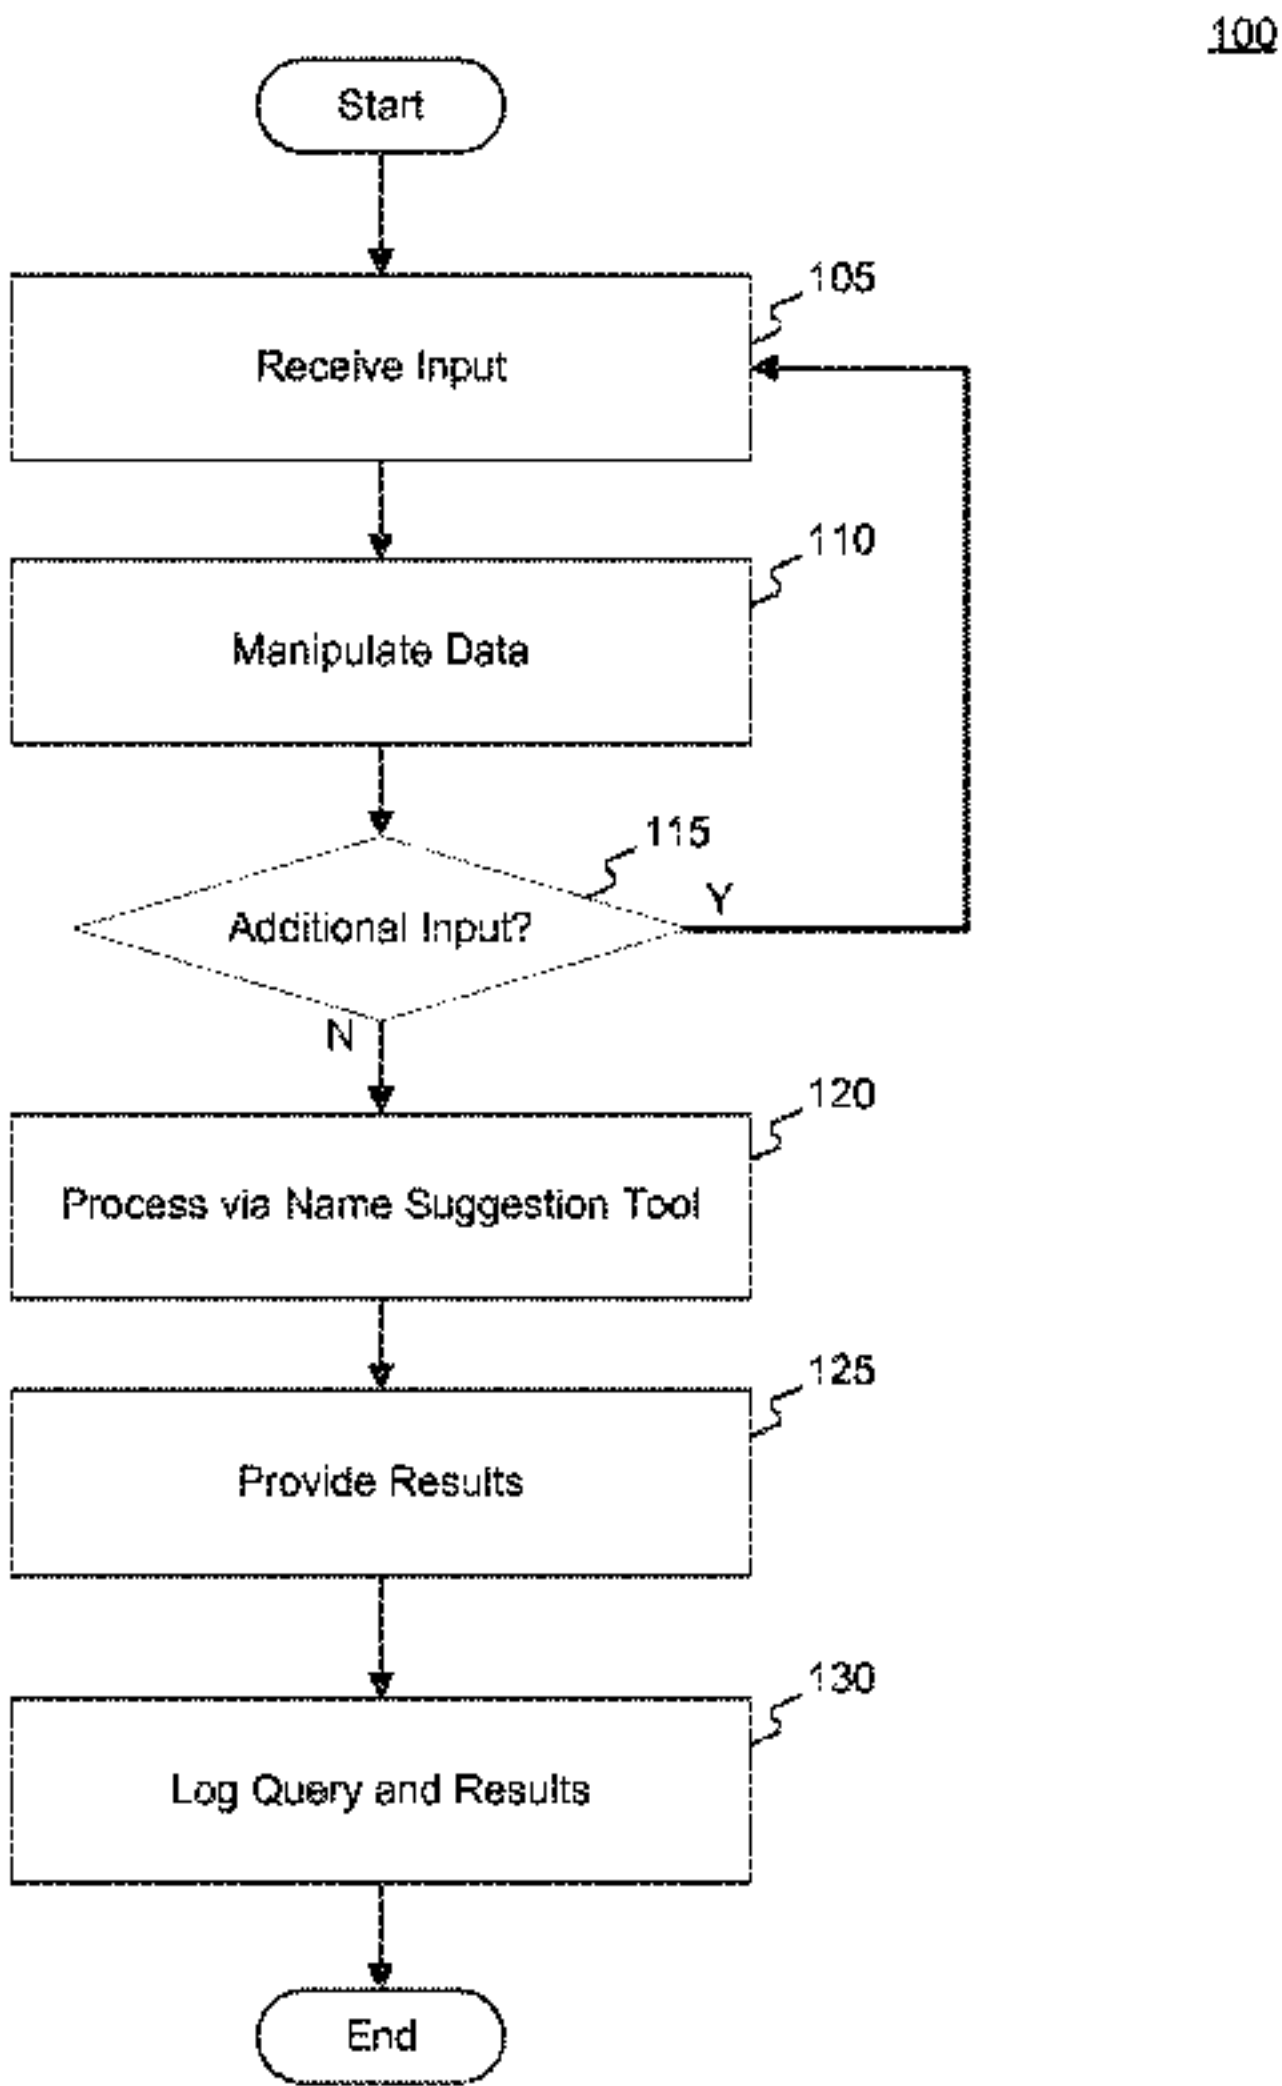 100
Start
105
Receive Input
110
Manipulate Data
115
Additional Input?
Y
N
120
Process via Name Suggestion Tool
125
Provide Results
130
Log Query and Results
End